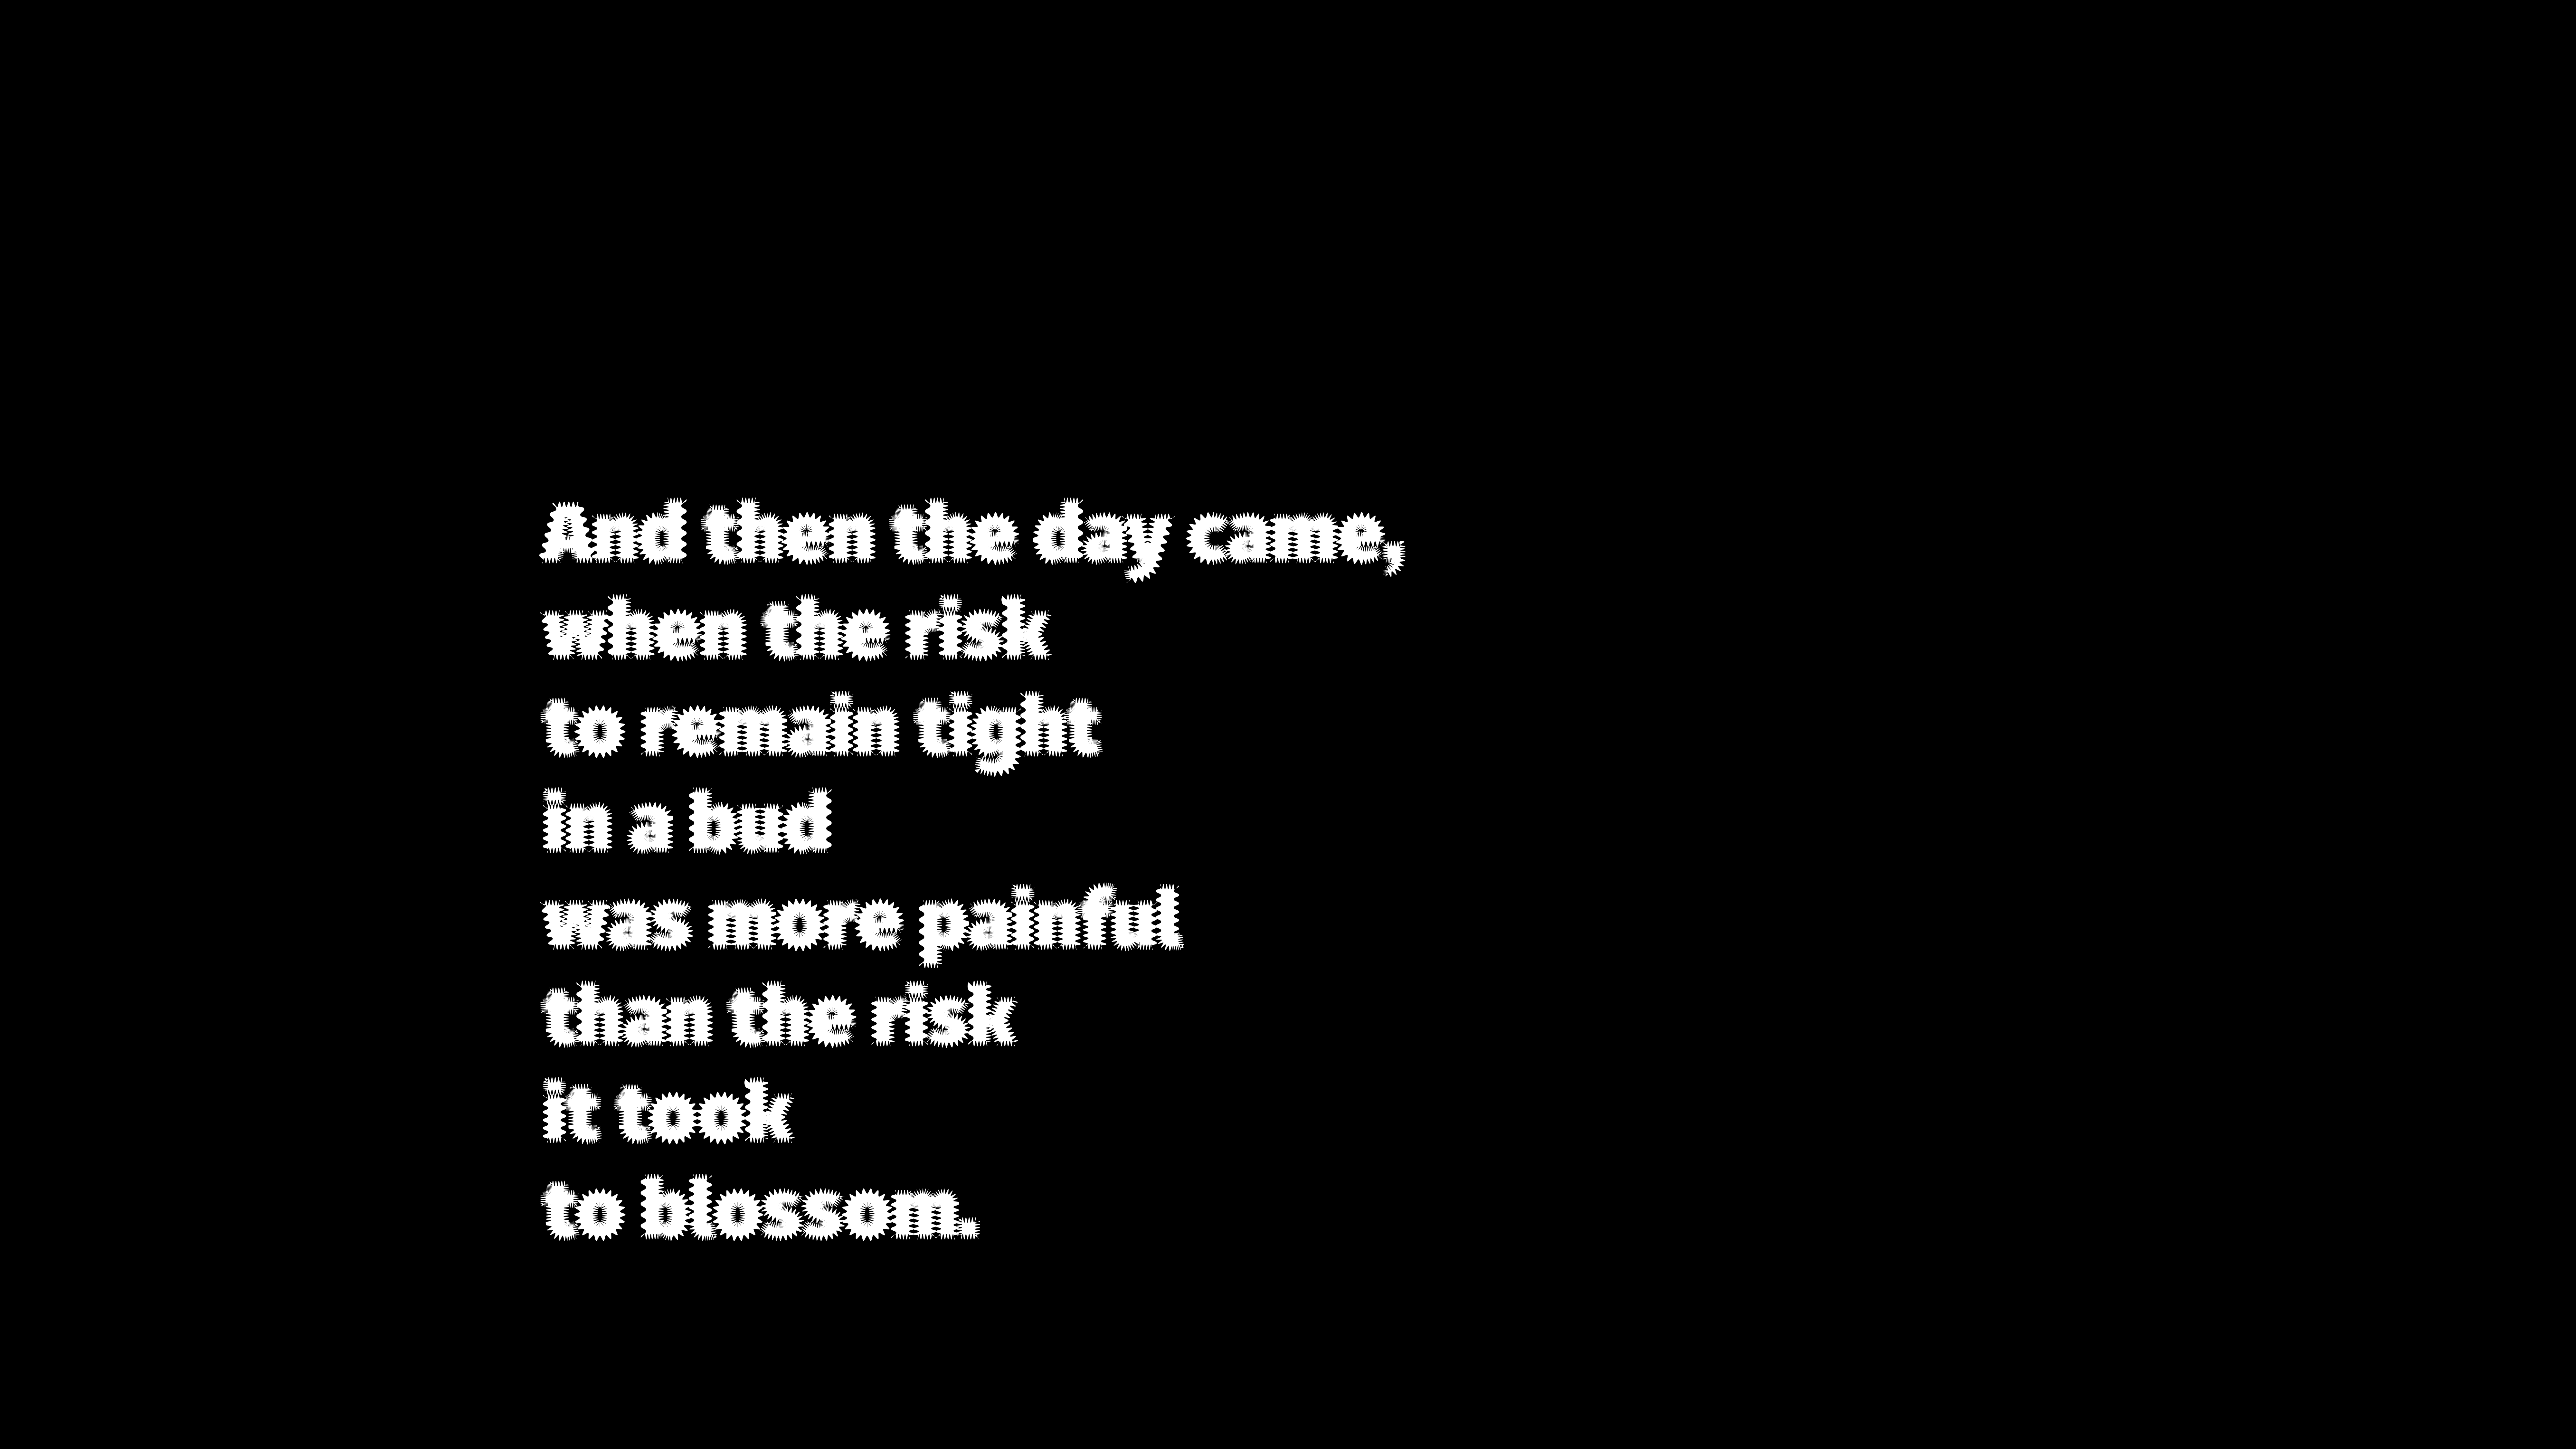 And then the day came,
when the risk
to remain tight
in a bud
was more painful
than the risk
it took
to blossom.